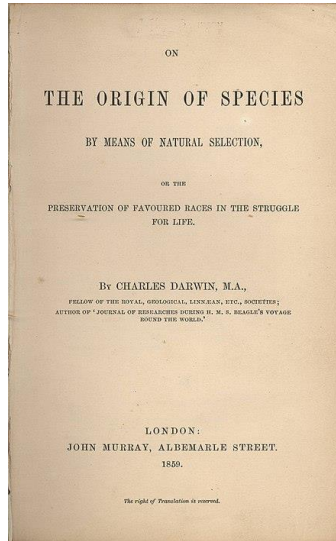 ON
THE ORIGIN OF SPECIES
BY MEANS OF NATURAL SELECTION,
OR THE
PRESERVATION OF FAVOURED RACES IN THE STRUGGLE
FOR LIFE.
BY CHARLES DARWIN, M.A.,
FELLOW OF THE ROYAL, GEOLOGICAL, LINNÆAN, ETC., SOCIETIES;
AUTHOR OF ‘JOURNAL OF RESEARCHES DURING H. M. S. BEAGLE’S VOYAGE
ROUND THE WORLD.’
LONDON:
JOHN MURRAY, ALBEMARLE STREET.
1859.
The right of Translation is reserved.